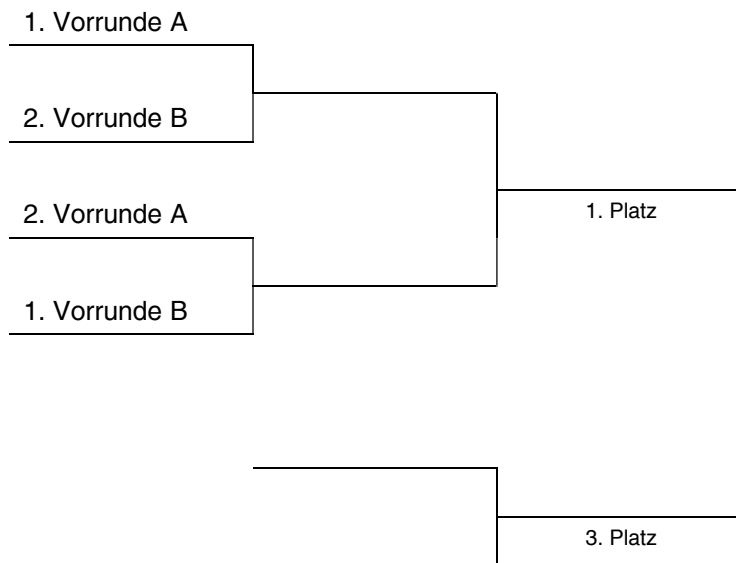 1. Vorrunde A
2. Vorrunde B
2. Vorrunde A
1. Platz
1. Vorrunde B
3. Platz